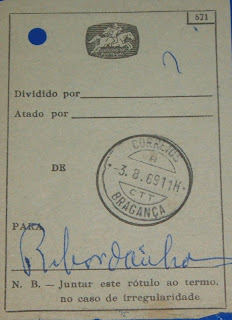 571
Dividido por
Atado por
CORREIOS
-3.8.69 11H
CTT
BRAGANÇA
DE
PARA
Rebordainhos
N. B. — Juntar este rótulo ao termo.
no caso de irregularidade